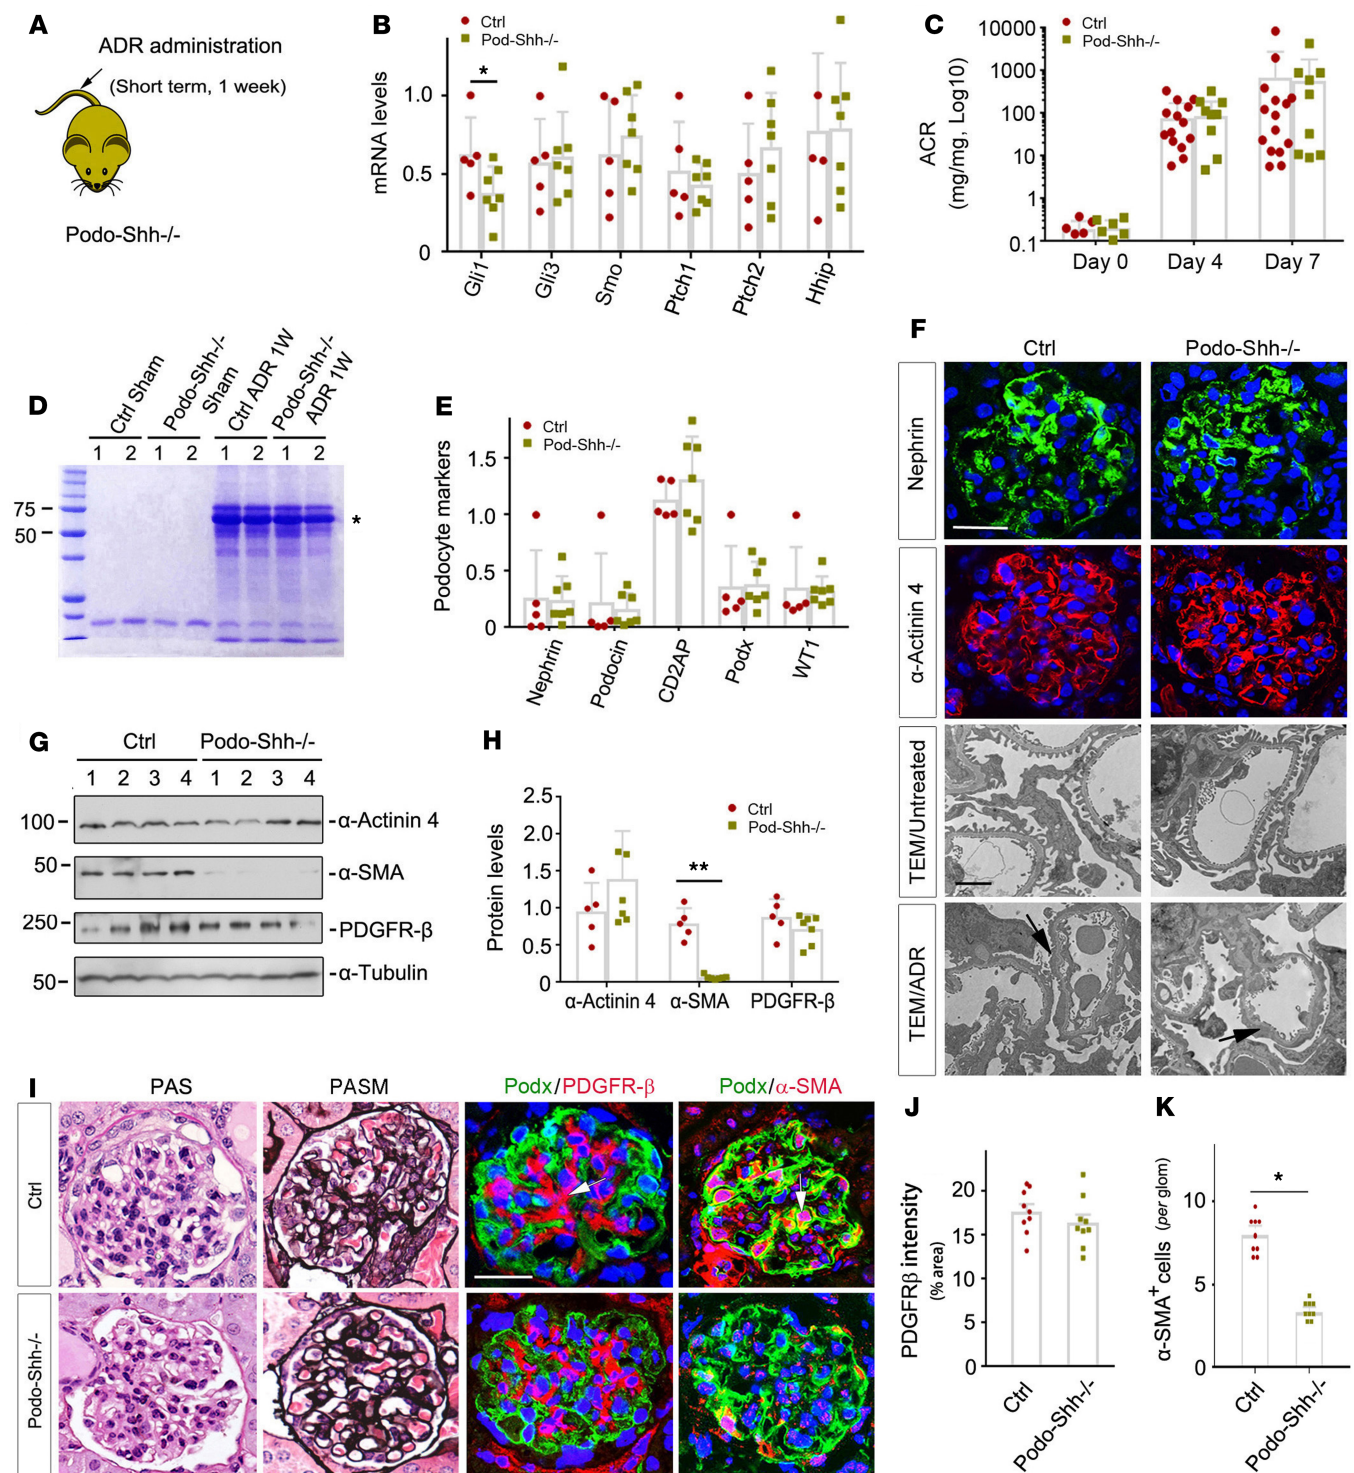 A
ADR administration
(Short term, 1 week)
Podo-Shh-/-
B
Ctrl
Pod-Shh-/-
mRNA levels
1.0
0.5
0
*
Gli1
Gli3
Smo
Ptch1
Ptch2
Hhip
C
Ctrl
Pod-Shh-/-
ACR
(mg/mg, Log10)
10000
1000
100
10
1
0.1
Day 0
Day 4
Day 7
D
Ctrl Sham
Podo-Shh-/-
Sham
Ctrl ADR 1W
Podo-Shh-/-
ADR 1W
1 2 1 2 1 2 1 2
75
50
*
E
Ctrl
Pod-Shh-/-
Podocyte markers
1.5
1.0
0.5
0
Nephrin
Podocin
CD2AP
Podx
WT1
F
Ctrl
Podo-Shh-/-
Nephrin
α-Actinin 4
TEM/Untreated
TEM/ADR
G
Ctrl
Podo-Shh-/-
1 2 3 4 1 2 3 4
100
-α-Actinin 4
50
-α-SMA
250
-PDGFR-β
50
-α-Tubulin
H
Ctrl
Pod-Shh-/-
Protein levels
2.5
2.0
1.5
1.0
0.5
0
**
α-Actinin 4
α-SMA
PDGFR-β
I
PAS
PASM
Podx/PDGFR-β
Podx/α-SMA
Ctrl
Podo-Shh-/-
J
PDGFRβ intensity
(% area)
20
15
10
5
0
Ctrl
Podo-Shh-/-
K
α-SMA+ cells (per glom)
10
5
0
*
Ctrl
Podo-Shh-/-